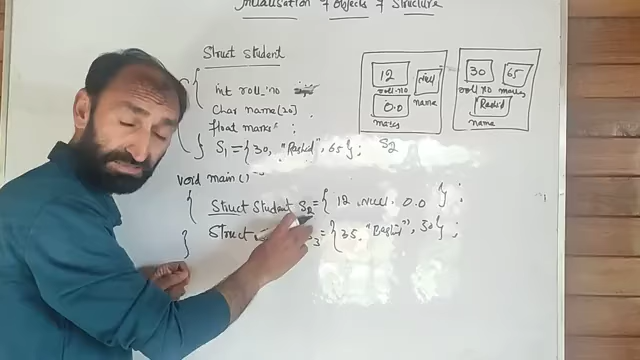 Initialisation of Objects of Structure
Struct Student
{
int roll.no ;
Char name[20] ;
float marks ;
} S1 = {30, "Rashid", 65};
void main()
{
Struct Student S2 = { 12, Null, 0.0 } ;
Struct S3 = {35, "Bashid", 30} ;
}
12
roll.no
Null
name
0.0
marks
S2
30
roll no
65
marks
Rashid
name